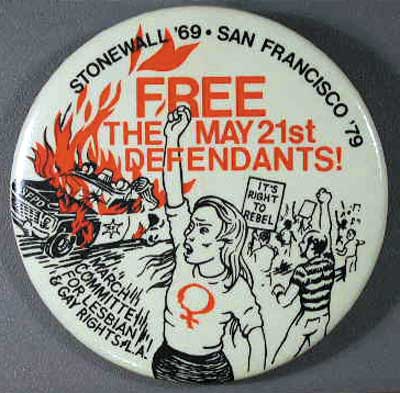 STONEWALL '69 • SAN FRANCISCO '79
FREE
THE MAY 21st
DEFENDANTS!
IT'S
RIGHT
TO
REBEL
SFPD
MARCH
COMMITTEE
FOR LESBIAN
& GAY RIGHTS-L.A.